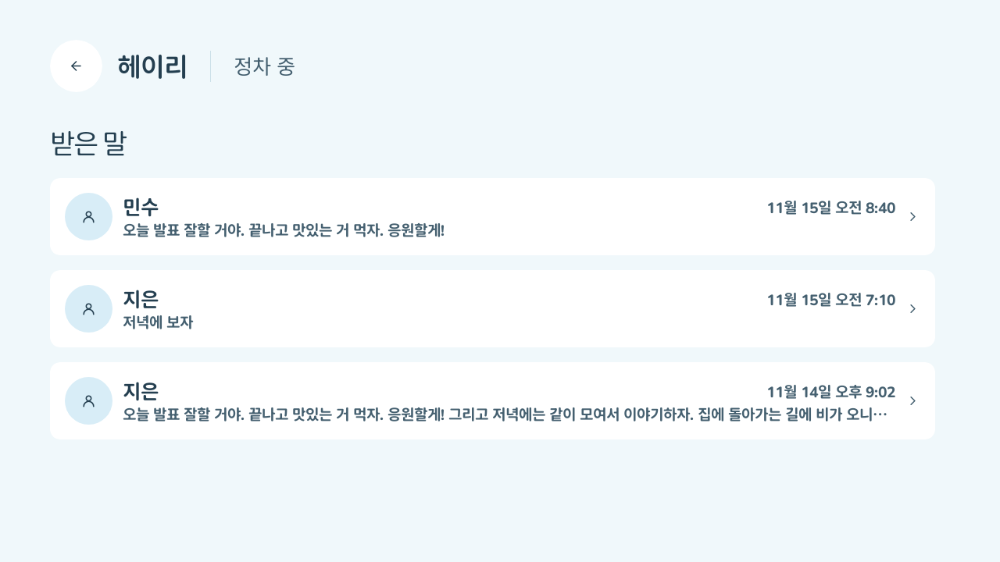 헤이리
정차 중
받은 말
민수
11월 15일 오전 8:40
오늘 발표 잘할 거야. 끝나고 맛있는 거 먹자. 응원할게!
지은
11월 15일 오전 7:10
저녁에 보자
지은
11월 14일 오후 9:02
오늘 발표 잘할 거야. 끝나고 맛있는 거 먹자. 응원할게! 그리고 저녁에는 같이 모여서 이야기하자. 집에 돌아가는 길에 비가 오니…